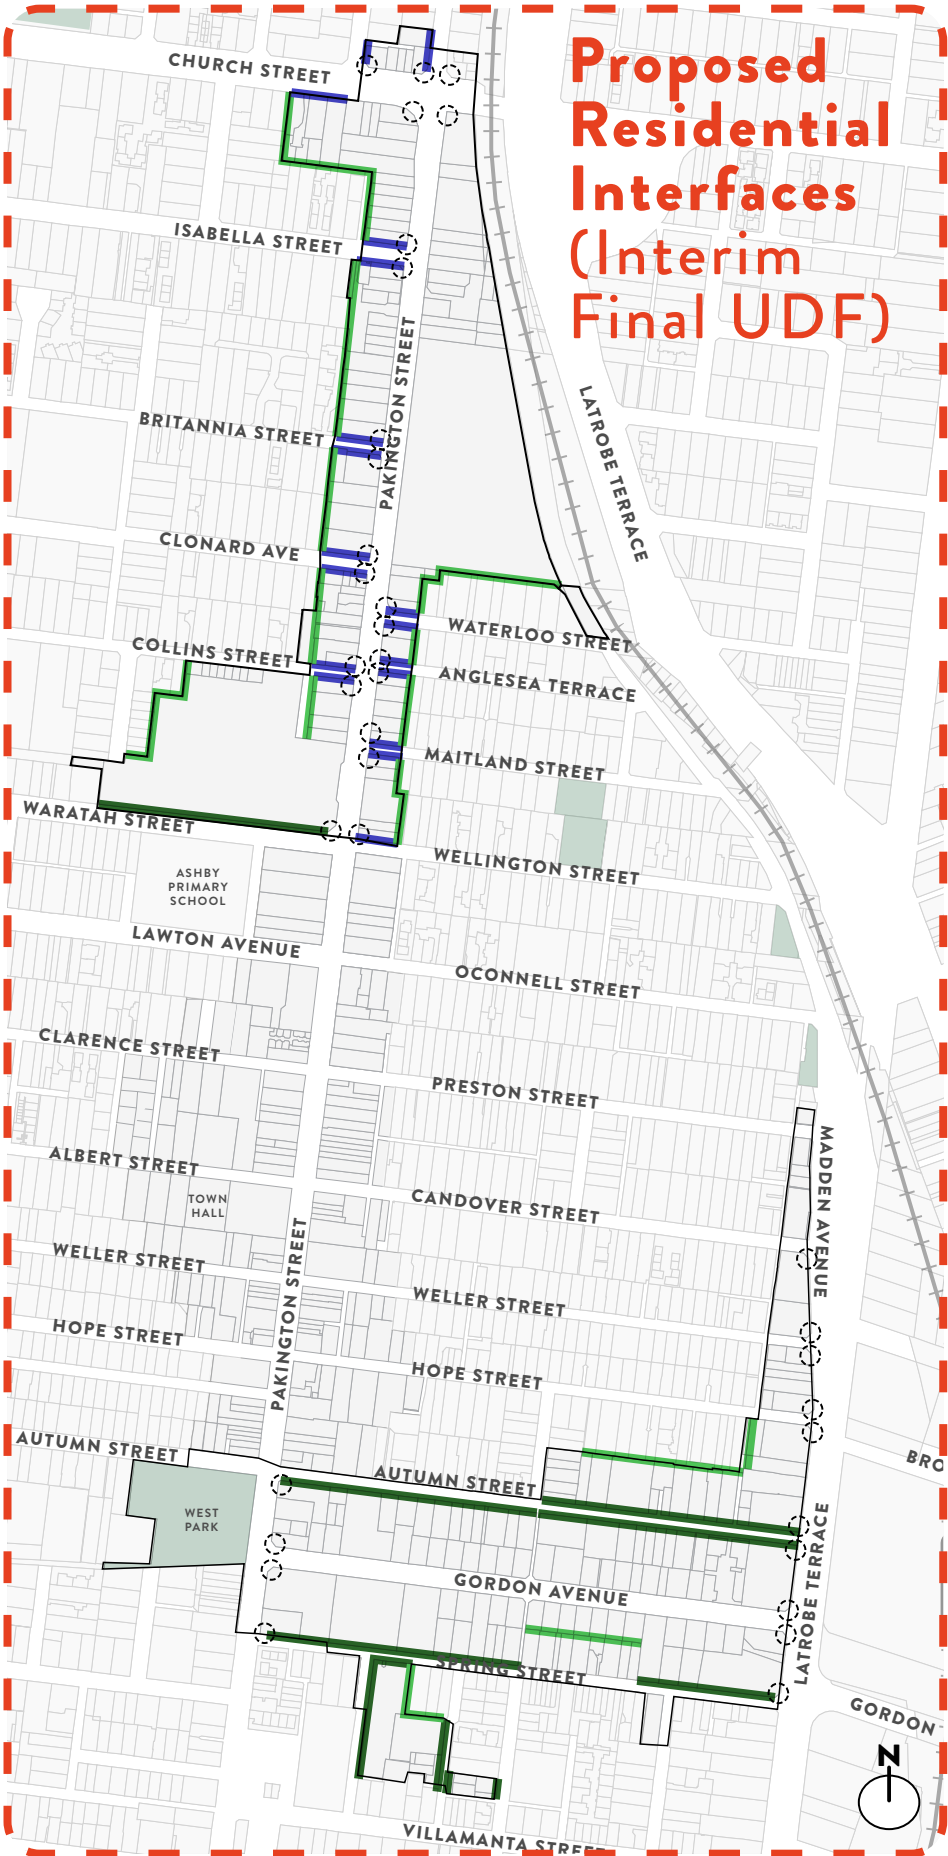 Proposed
Residential
Interfaces
(Interim
Final UDF)
CHURCH STREET
ISABELLA STREET
PAKINGTON STREET
LATROBE TERRACE
BRITANNIA STREET
CLONARD AVE
WATERLOO STREET
COLLINS STREET
ANGLESEA TERRACE
MAITLAND STREET
WARATAH STREET
WELLINGTON STREET
ASHBY
PRIMARY
SCHOOL
LAWTON AVENUE
OCONNELL STREET
CLARENCE STREET
PRESTON STREET
MADDEN AVENUE
ALBERT STREET
TOWN
HALL
CANDOVER STREET
PAKINGTON STREET
WELLER STREET
WELLER STREET
HOPE STREET
HOPE STREET
AUTUMN STREET
BRO
AUTUMN STREET
WEST
PARK
LATROBE TERRACE
GORDON AVENUE
SPRING STREET
GORDON
N
VILLAMANTA STREET